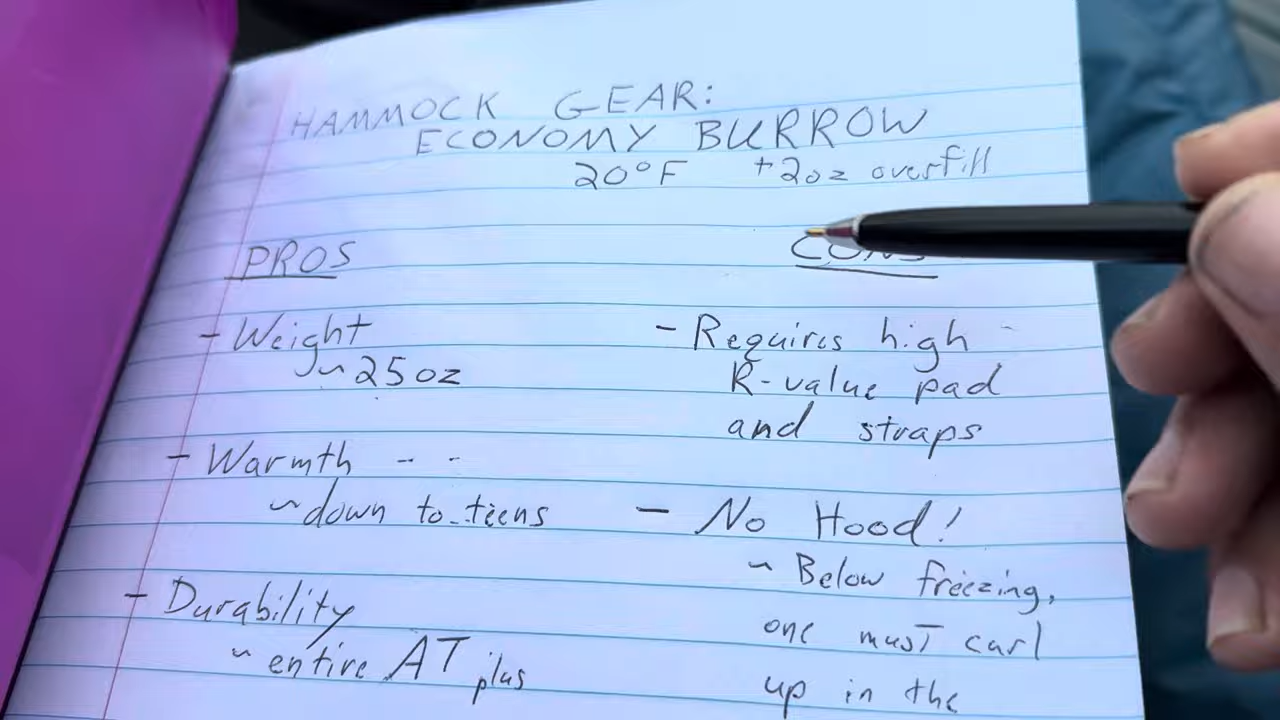 HAMMOCK GEAR:
ECONOMY BURROW
20°F +2oz overfill
PROS
- Weight
~25oz
- Warmth - -
~down to teens
- Durability
~ entire AT plus
CONS
- Requires high -
R-value pad
and straps
- No Hood!
~ Below freezing,
one must curl
up in the